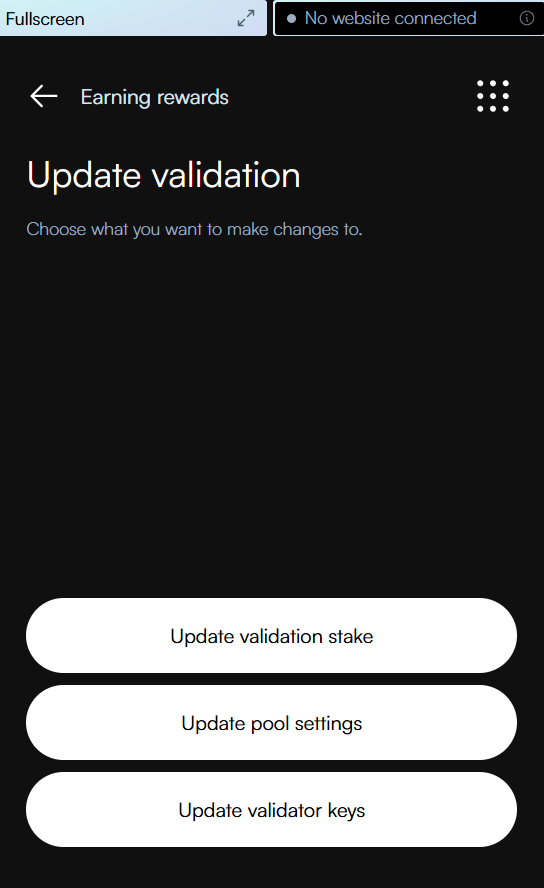 Fullscreen
No website connected
Earning rewards
Update validation
Choose what you want to make changes to.
Update validation stake
Update pool settings
Update validator keys